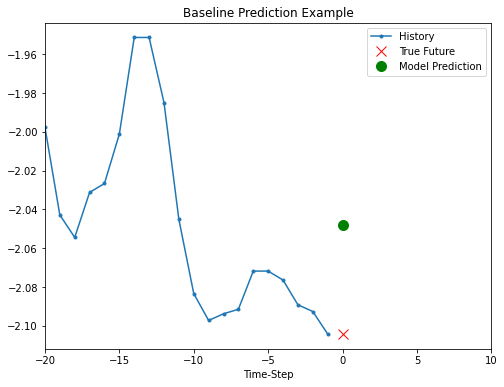 Baseline Prediction Example
History
True Future
Model Prediction
−1.96
−1.98
−2.00
−2.02
−2.04
−2.06
−2.08
−2.10
−20 −15 −10 −5 0 5 10
Time-Step